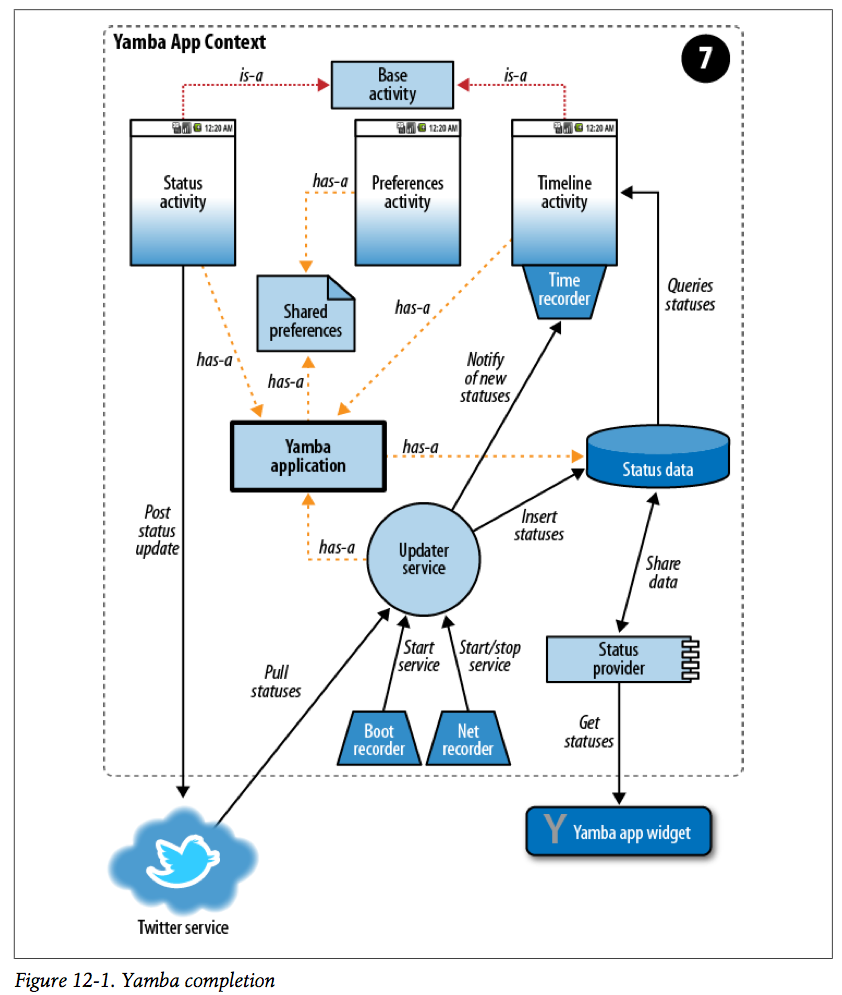 Yamba App Context
7
is-a
Base
activity
is-a
12:20 AM
12:20 AM
12:20 AM
Status
activity
has-a
Preferences
activity
Timeline
activity
Time
recorder
Queries
statuses
Shared
preferences
has-a
has-a
has-a
Notify
of new
statuses
Yamba
application
has-a
Status data
Post
status
update
has-a
Updater
service
Insert
statuses
Share
data
Start
service
Start/stop
service
Status
provider
Pull
statuses
Boot
recorder
Net
recorder
Get
statuses
Y Yamba app widget
Twitter service
Figure 12-1. Yamba completion